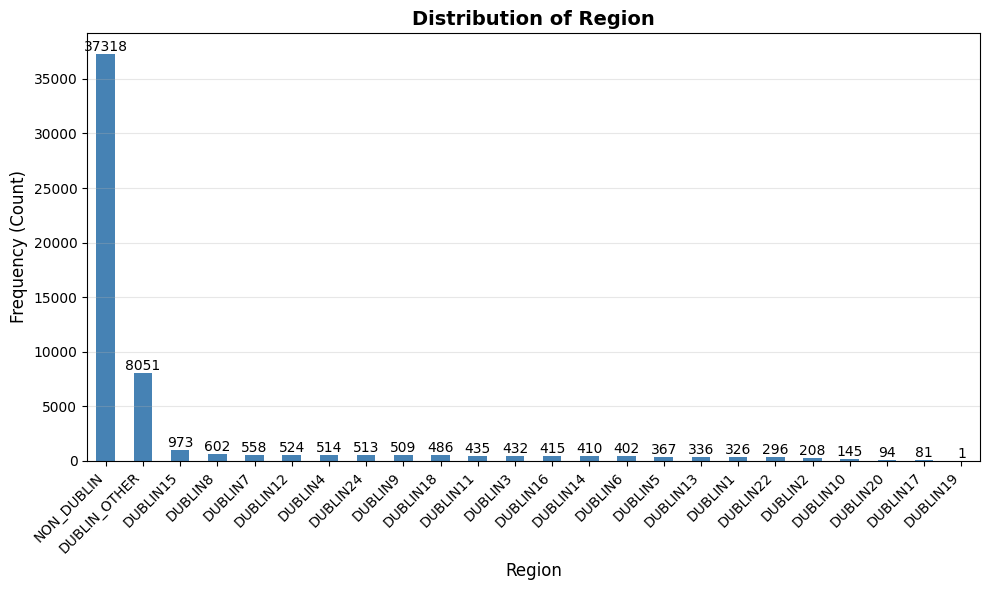 Distribution of Region
Frequency (Count)
35000
30000
25000
20000
15000
10000
5000
0
37318
8051
973
602
558
524
514
513
509
486
435
432
415
410
402
367
336
326
296
208
145
94
81
1
NON_DUBLIN
DUBLIN_OTHER
DUBLIN15
DUBLIN8
DUBLIN7
DUBLIN12
DUBLIN4
DUBLIN24
DUBLIN9
DUBLIN18
DUBLIN11
DUBLIN3
DUBLIN16
DUBLIN14
DUBLIN6
DUBLIN5
DUBLIN13
DUBLIN1
DUBLIN22
DUBLIN2
DUBLIN10
DUBLIN20
DUBLIN17
DUBLIN19
Region